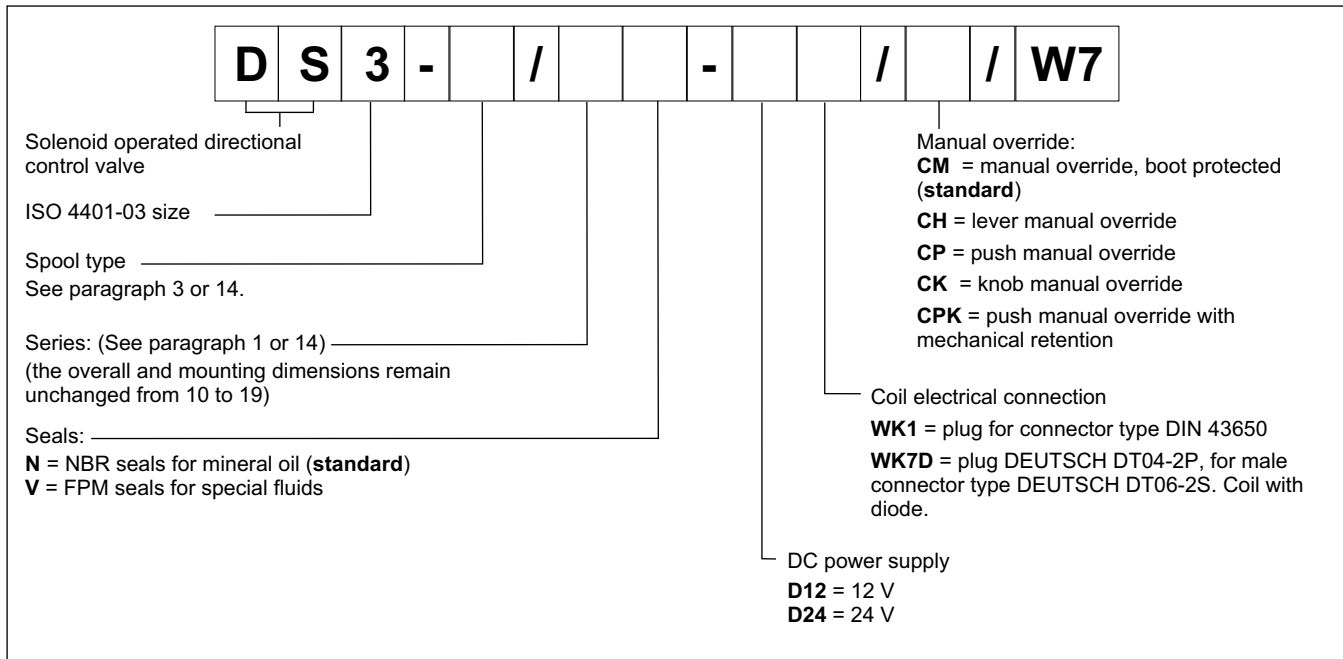 D S 3 - / - / / W7
Solenoid operated directional
control valve
ISO 4401-03 size
Spool type
See paragraph 3 or 14.
Series: (See paragraph 1 or 14)
(the overall and mounting dimensions remain
unchanged from 10 to 19)
Seals:
N = NBR seals for mineral oil (standard)
V = FPM seals for special fluids
Manual override:
CM = manual override, boot protected
(standard)
CH = lever manual override
CP = push manual override
CK = knob manual override
CPK = push manual override with
mechanical retention
Coil electrical connection
WK1 = plug for connector type DIN 43650
WK7D = plug DEUTSCH DT04-2P, for male
connector type DEUTSCH DT06-2S. Coil with
diode.
DC power supply
D12 = 12 V
D24 = 24 V